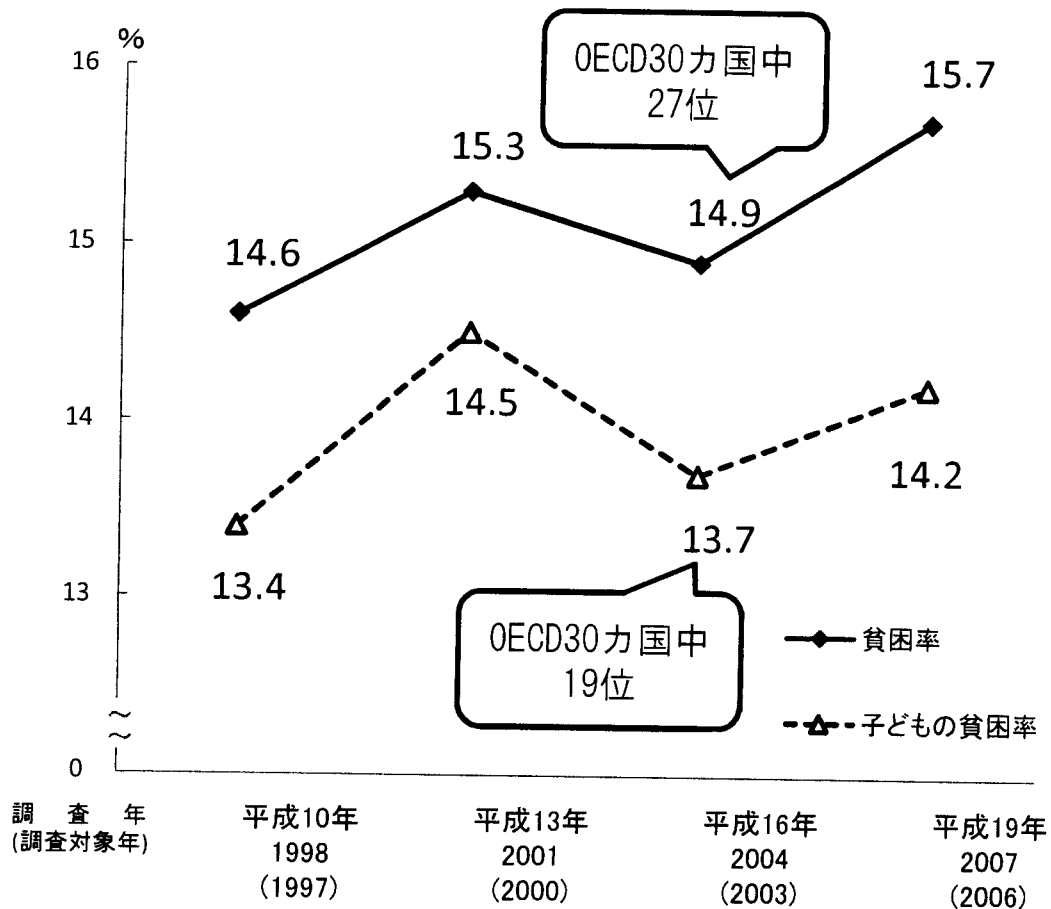 %
16
15
14
13
0
OECD30カ国中
27位
14.6
15.3
14.9
15.7
13.4
14.5
13.7
14.2
OECD30カ国中
19位
貧困率
子どもの貧困率
調査年
(調査対象年)
平成10年
1998
(1997)
平成13年
2001
(2000)
平成16年
2004
(2003)
平成19年
2007
(2006)